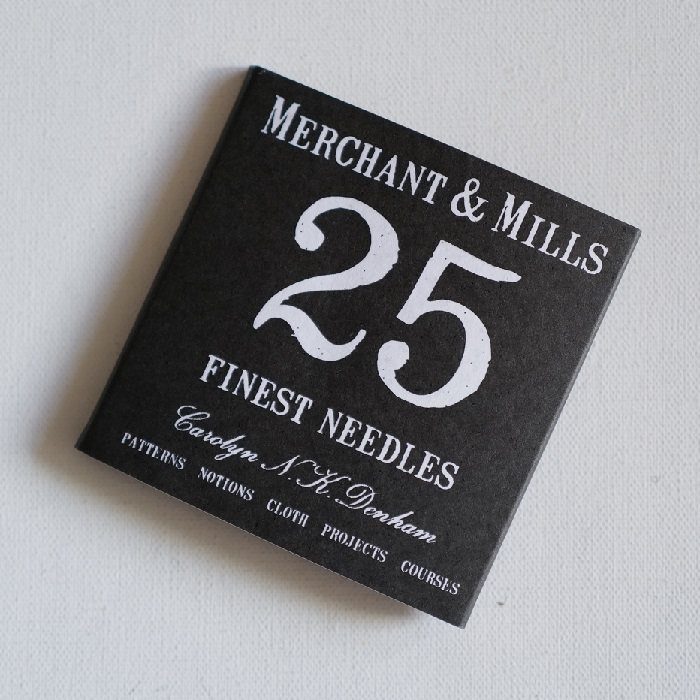 MERCHANT & MILLS
25
FINEST NEEDLES
Carolyn N.K. Denham
PATTERNS NOTIONS CLOTH PROJECTS COURSES